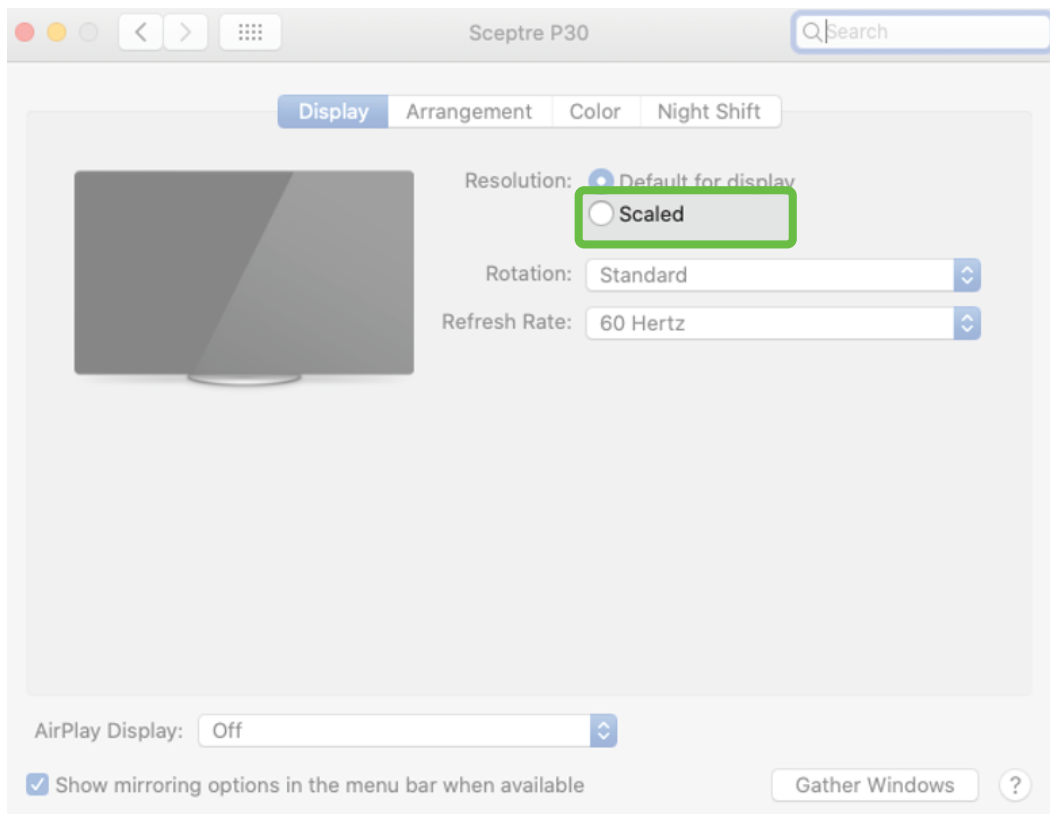 Sceptre P30
Search
Display Arrangement Color Night Shift
Resolution: Default for display
Scaled
Rotation: Standard
Refresh Rate: 60 Hertz
AirPlay Display: Off
Show mirroring options in the menu bar when available
Gather Windows ?